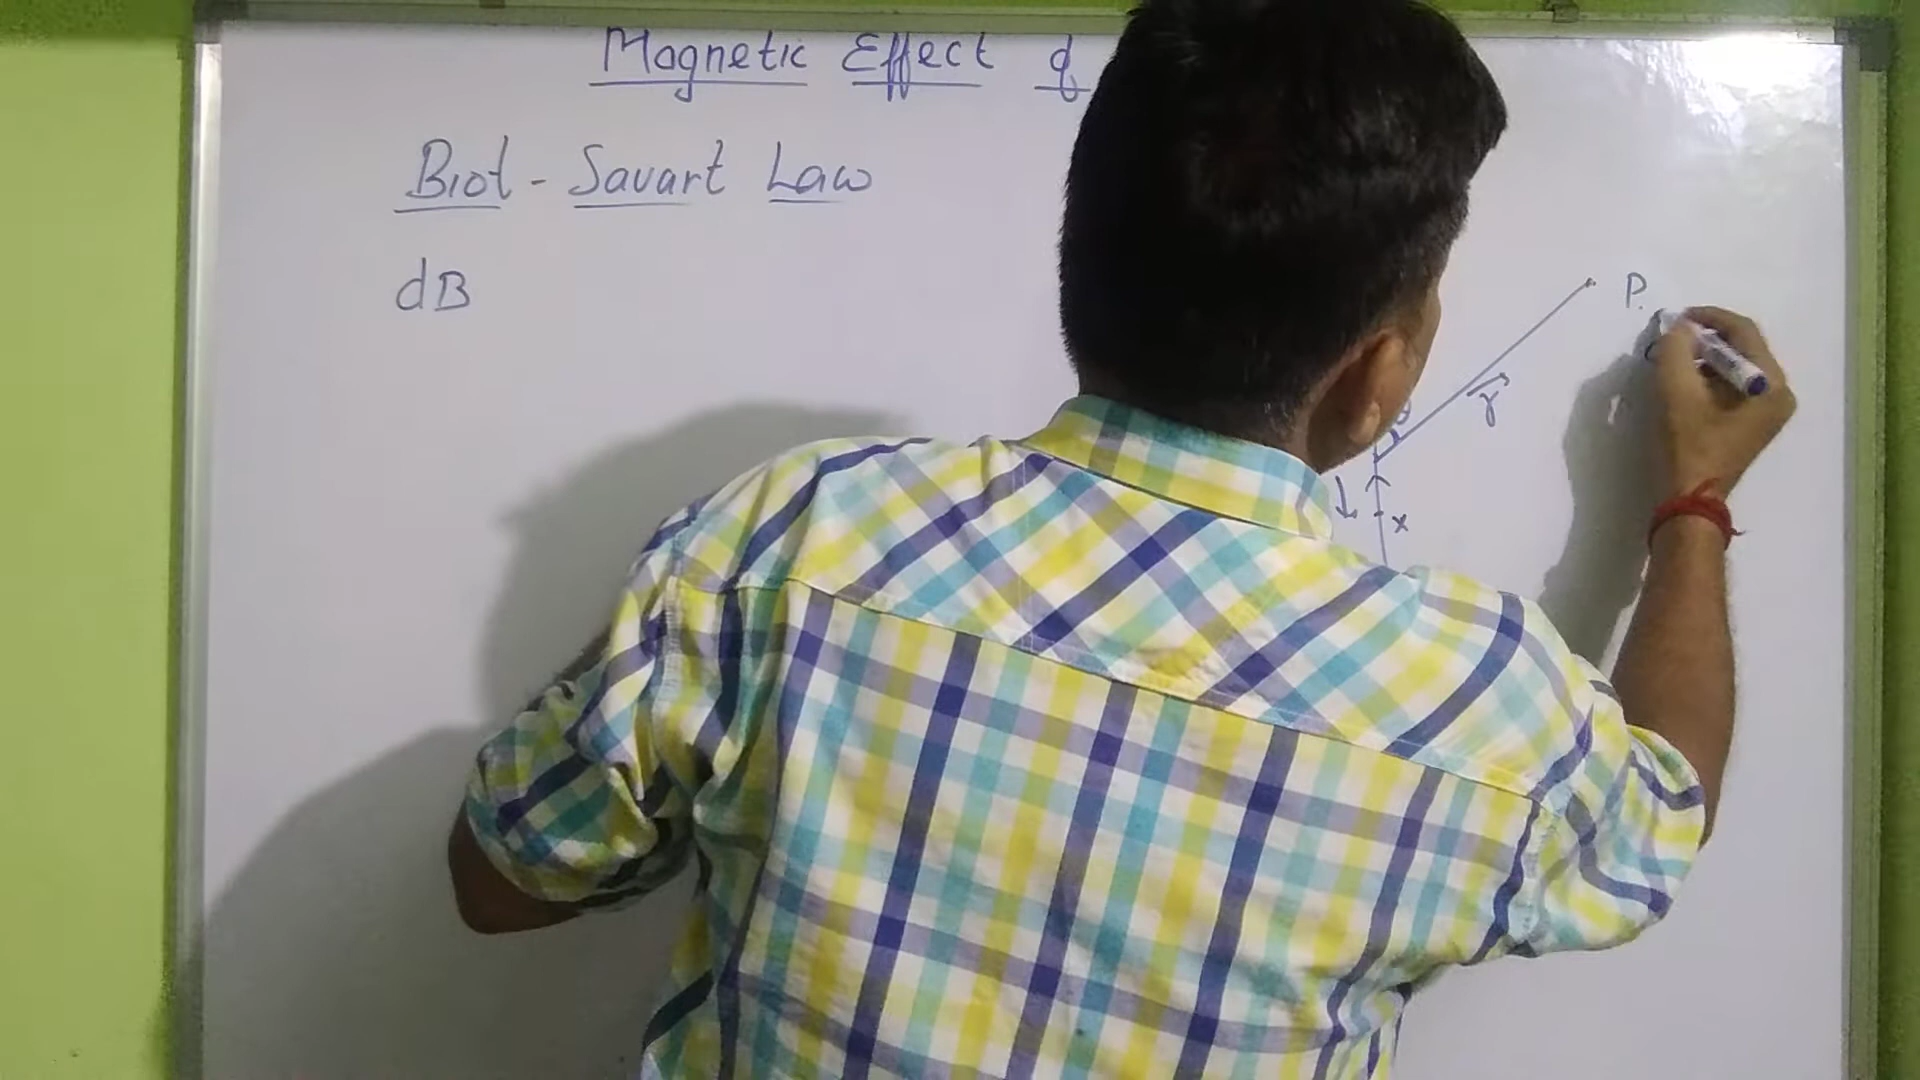 Magnetic Effect of
Biot - Savart Law
dB
P.
θ
r
x